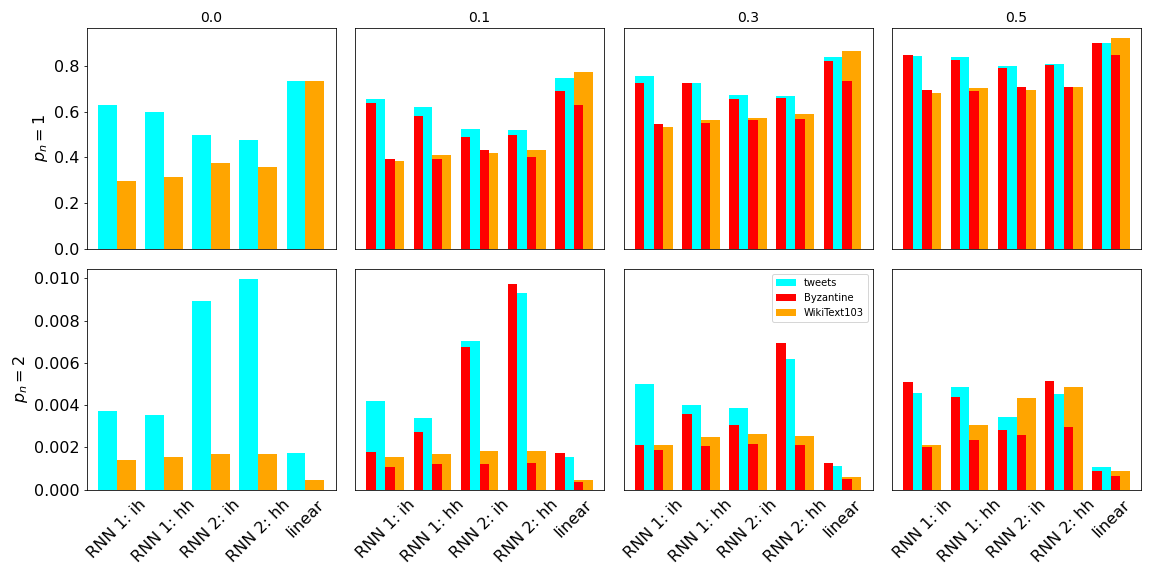 0.0
0.1
0.3
0.5
p_n = 1
0.8
0.6
0.4
0.2
0.0
p_n = 2
0.010
0.008
0.006
0.004
0.002
0.000
tweets
Byzantine
WikiText103
RNN 1: ih
RNN 1: hh
RNN 2: ih
RNN 2: hh
linear
RNN 1: ih
RNN 1: hh
RNN 2: ih
RNN 2: hh
linear
RNN 1: ih
RNN 1: hh
RNN 2: ih
RNN 2: hh
linear
RNN 1: ih
RNN 1: hh
RNN 2: ih
RNN 2: hh
linear